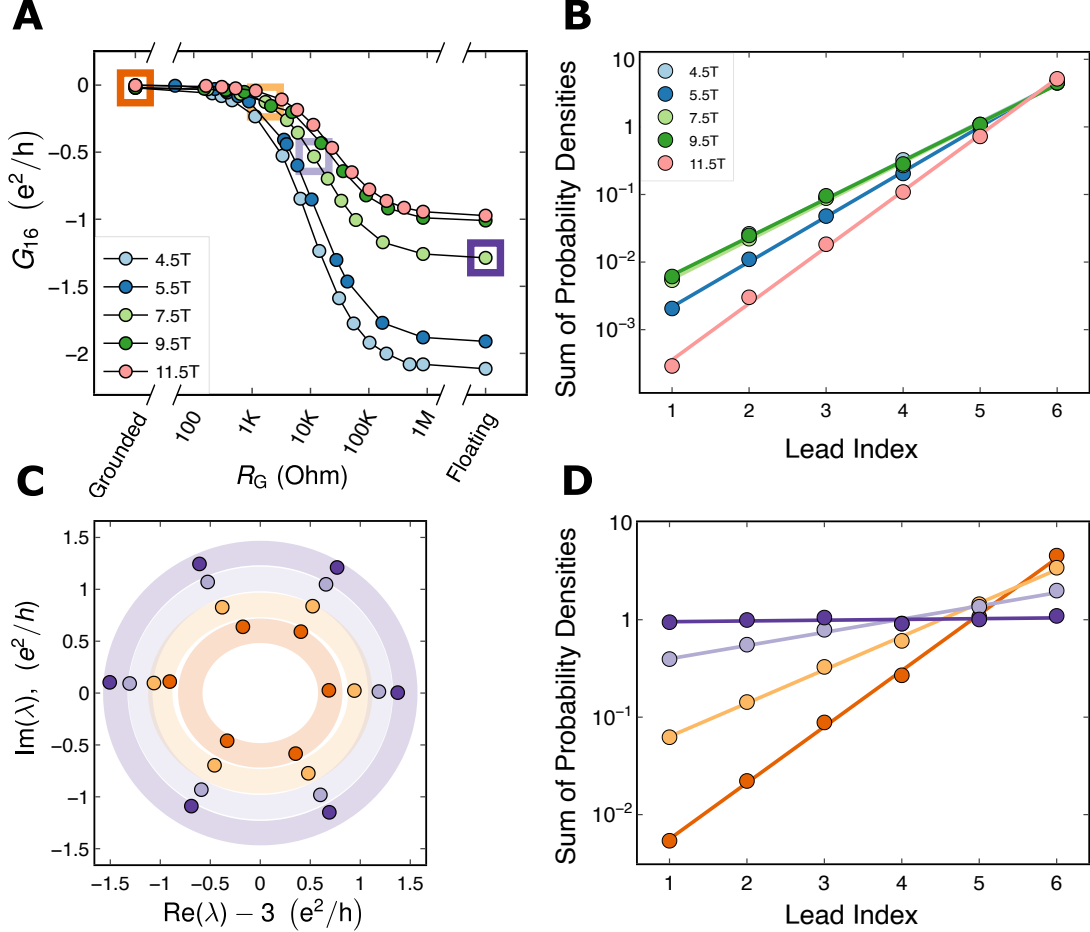 A
G₁₆ (e²/h)
0
−0.5
−1
−1.5
−2
4.5T
5.5T
7.5T
9.5T
11.5T
Grounded
100
1K
10K
100K
1M
Floating
R_G (Ohm)
B
Sum of Probability Densities
10
1
10⁻¹
10⁻²
10⁻³
4.5T
5.5T
7.5T
9.5T
11.5T
1 2 3 4 5 6
Lead Index
C
Im(λ), (e²/h)
1.5
1
0.5
0
−0.5
−1
−1.5
−1.5 −1 −0.5 0 0.5 1 1.5
Re(λ) − 3 (e²/h)
D
Sum of Probability Densities
10
1
10⁻¹
10⁻²
1 2 3 4 5 6
Lead Index